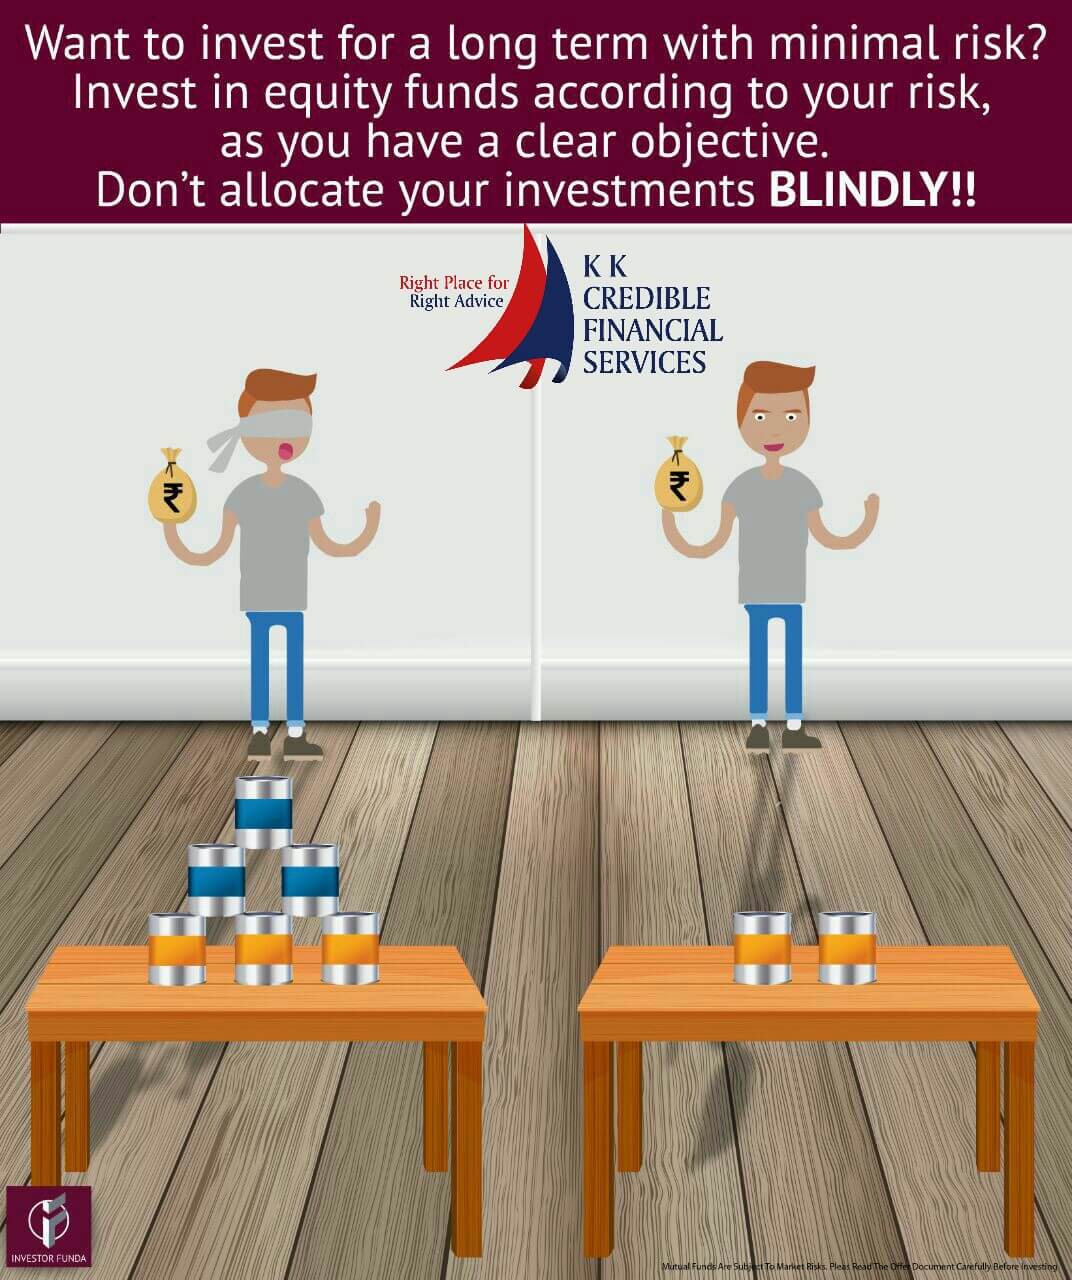 Want to invest for a long term with minimal risk?
Invest in equity funds according to your risk,
as you have a clear objective.
Don't allocate your investments BLINDLY!!
Right Place for
Right Advice
K K
CREDIBLE
FINANCIAL
SERVICES
₹
₹
INVESTOR FUNDA
Mutual Funds Are Subject To Market Risks. Pleas Read The Offer Document Carefully Before Investing